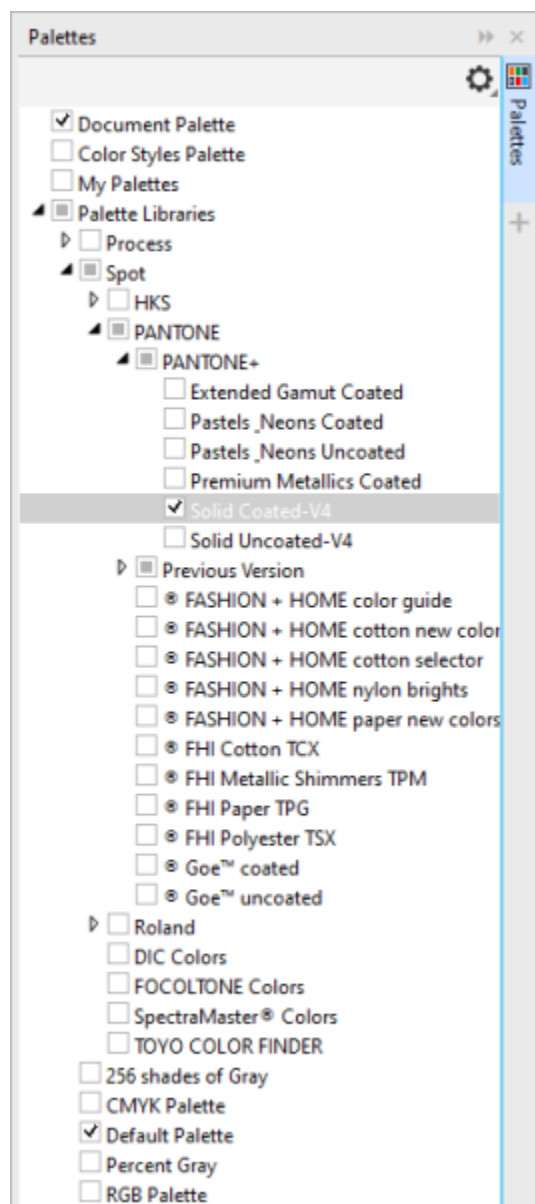 Palettes
Palettes
Document Palette
Color Styles Palette
My Palettes
Palette Libraries
Process
Spot
HKS
PANTONE
PANTONE+
Extended Gamut Coated
Pastels _Neons Coated
Pastels _Neons Uncoated
Premium Metallics Coated
Solid Coated-V4
Solid Uncoated-V4
Previous Version
® FASHION + HOME color guide
® FASHION + HOME cotton new color
® FASHION + HOME cotton selector
® FASHION + HOME nylon brights
® FASHION + HOME paper new colors
® FHI Cotton TCX
® FHI Metallic Shimmers TPM
® FHI Paper TPG
® FHI Polyester TSX
® Goe™ coated
® Goe™ uncoated
Roland
DIC Colors
FOCOLTONE Colors
SpectraMaster® Colors
TOYO COLOR FINDER
256 shades of Gray
CMYK Palette
Default Palette
Percent Gray
RGB Palette